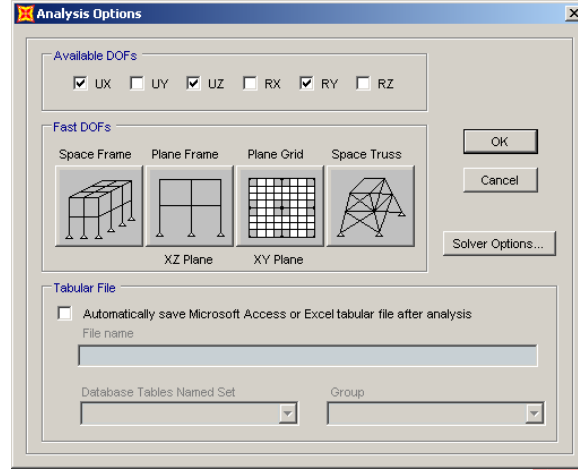 Analysis Options
Available DOFs
UX UY UZ RX RY RZ
Fast DOFs
Space Frame Plane Frame Plane Grid Space Truss
XZ Plane XY Plane
OK
Cancel
Solver Options...
Tabular File
Automatically save Microsoft Access or Excel tabular file after analysis
File name
Database Tables Named Set Group